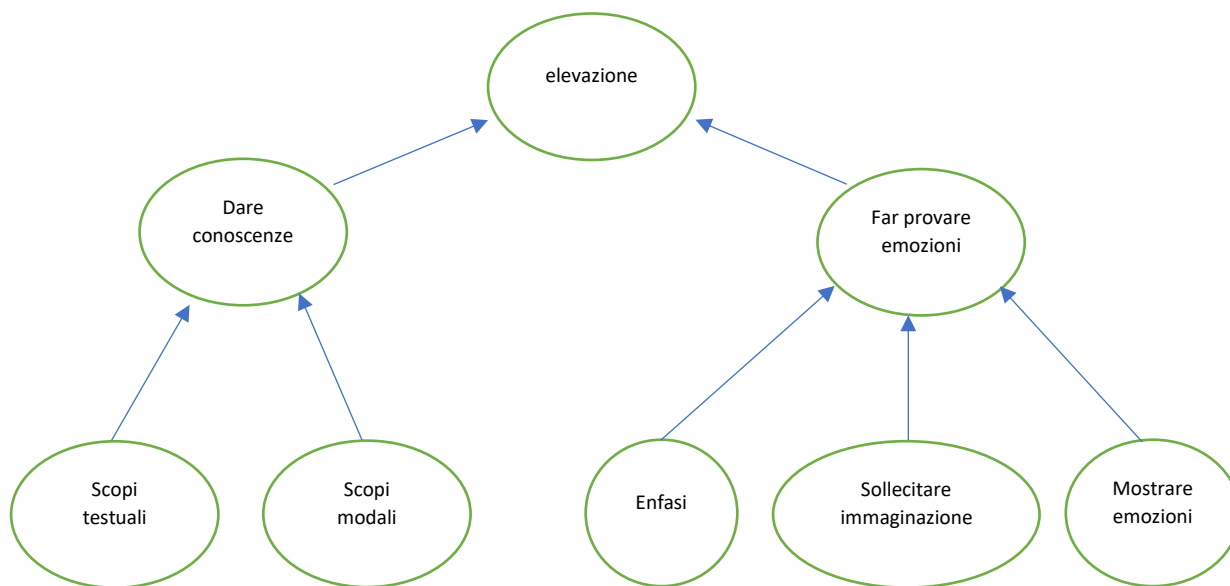 elevazione
Dare
conoscenze
Far provare
emozioni
Scopi
testuali
Scopi
modali
Enfasi
Sollecitare
immaginazione
Mostrare
emozioni